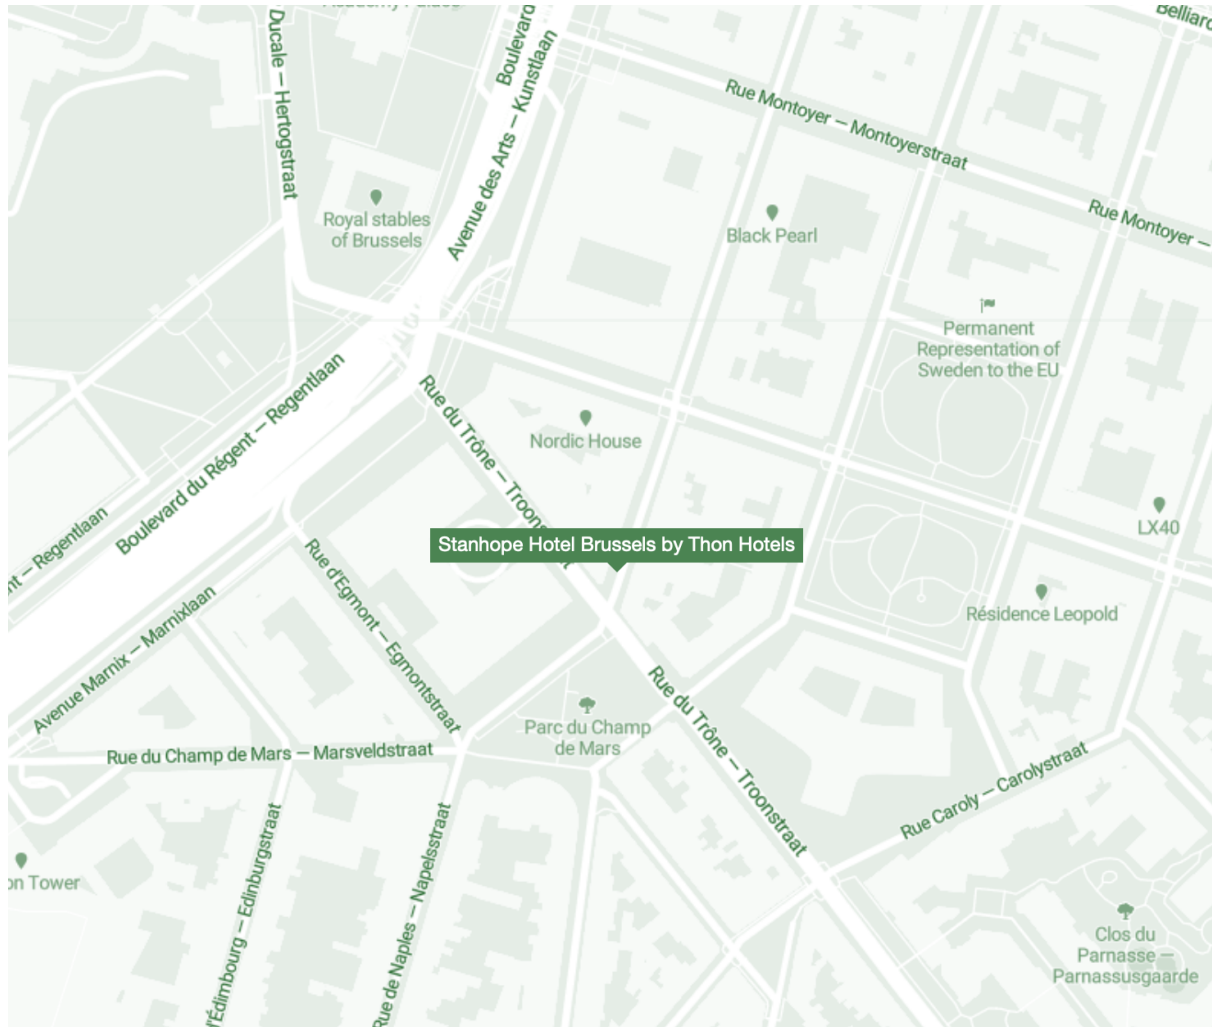 Academy Palace
Belliard
Ducale — Hertogstraat
Boulevard
Avenue des Arts — Kunstlaan
Rue Montoyer — Montoyerstraat
Rue Montoyer —
Royal stables
of Brussels
Black Pearl
Permanent
Representation of
Sweden to the EU
Boulevard du Régent — Regentlaan
Rue du Trône — Troonst
Nordic House
LX40
nt — Regentlaan
Stanhope Hotel Brussels by Thon Hotels
Rue d'Egmont — Egmontstraat
Résidence Leopold
Avenue Marnix — Marnixlaan
Rue du Trône — Troonstraat
Parc du Champ
de Mars
Rue du Champ de Mars — Marsveldstraat
Rue Caroly — Carolystraat
on Tower
d'Édimbourg — Edinburgstraat
Rue de Naples — Napelsstraat
Clos du
Parnasse —
Parnassusgaarde